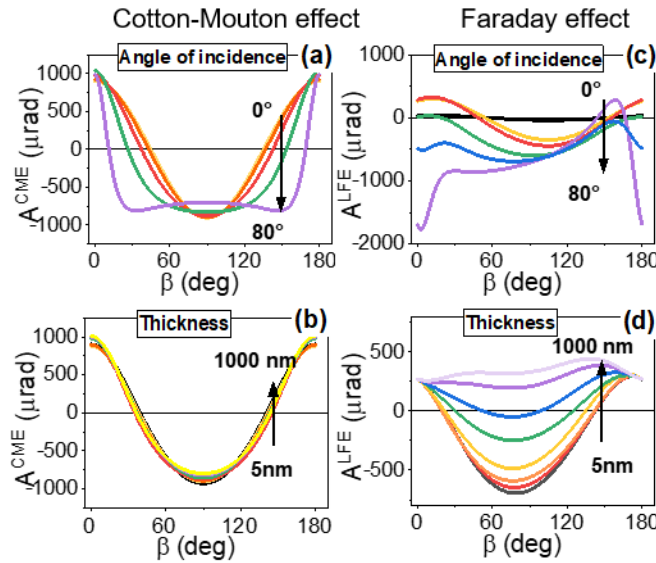 Cotton-Mouton effect
Faraday effect
Angle of incidence
(a)
1000
500
0
-500
-1000
A^CME (μrad)
0°
80°
0
60
120
180
β (deg)
Angle of incidence
(c)
1000
0
-1000
-2000
A^LFE (μrad)
0°
80°
0
60
120
180
β (deg)
Thickness
(b)
1000
500
0
-500
-1000
A^CME (μrad)
1000 nm
5nm
0
60
120
180
β (deg)
Thickness
(d)
500
0
-500
A^LFE (μrad)
1000 nm
5nm
0
60
120
180
β (deg)